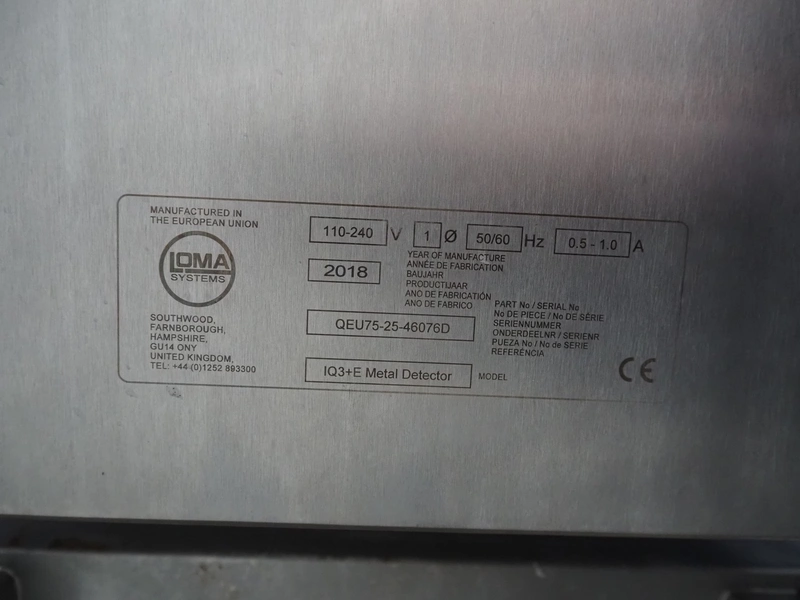 MANUFACTURED IN
THE EUROPEAN UNION
LOMA
SYSTEMS
SOUTHWOOD,
FARNBOROUGH,
HAMPSHIRE,
GU14 ONY
UNITED KINGDOM,
TEL: +44 (0)1252 893300
110-240 V 1 Ø 50/60 Hz 0.5 - 1.0 A
2018
YEAR OF MANUFACTURE
ANNÉE DE FABRICATION
BAUJAHR
PRODUCTIJAAR
ANO DE FABRICATIÓN
ANO DE FABRICO
QEU75-25-46076D
PART No / SERIAL No
No DE PIECE / No DE SÉRIE
SERIENNUMMER
ONDERDEELNR / SERIENR
PUEZA No / No de SERIE
REFERÊNCIA
IQ3+E Metal Detector MODEL
CE